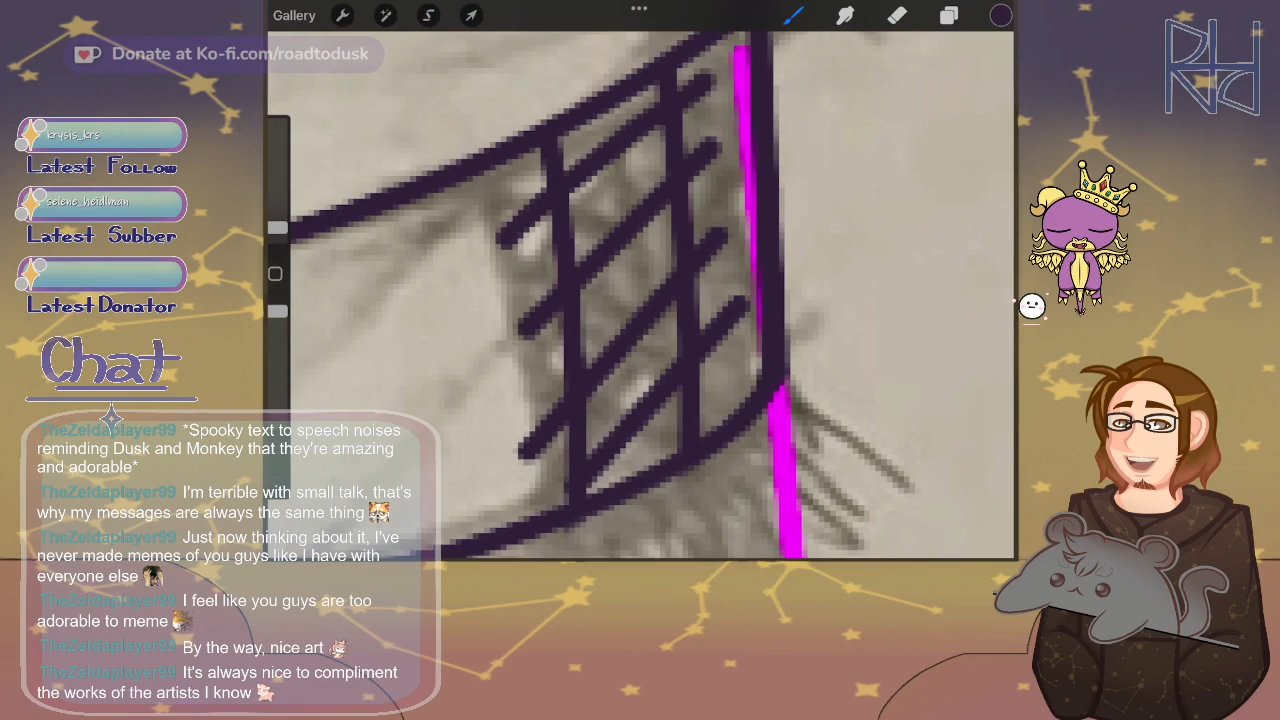 Gallery
Donate at Ko-fi.com/roadtodusk
krysis_krs
Latest Follow
selene_heidlman
Latest Subber
Latest Donator
Chat
TheZeldaplayer99 *Spooky text to speech noises
reminding Dusk and Monkey that they're amazing
and adorable*
TheZeldaplayer99 I'm terrible with small talk, that's
why my messages are always the same thing
TheZeldaplayer99 Just now thinking about it, I've
never made memes of you guys like I have with
everyone else
TheZeldaplayer99 I feel like you guys are too
adorable to meme
TheZeldaplayer99 By the way, nice art
TheZeldaplayer99 It's always nice to compliment
the works of the artists I know